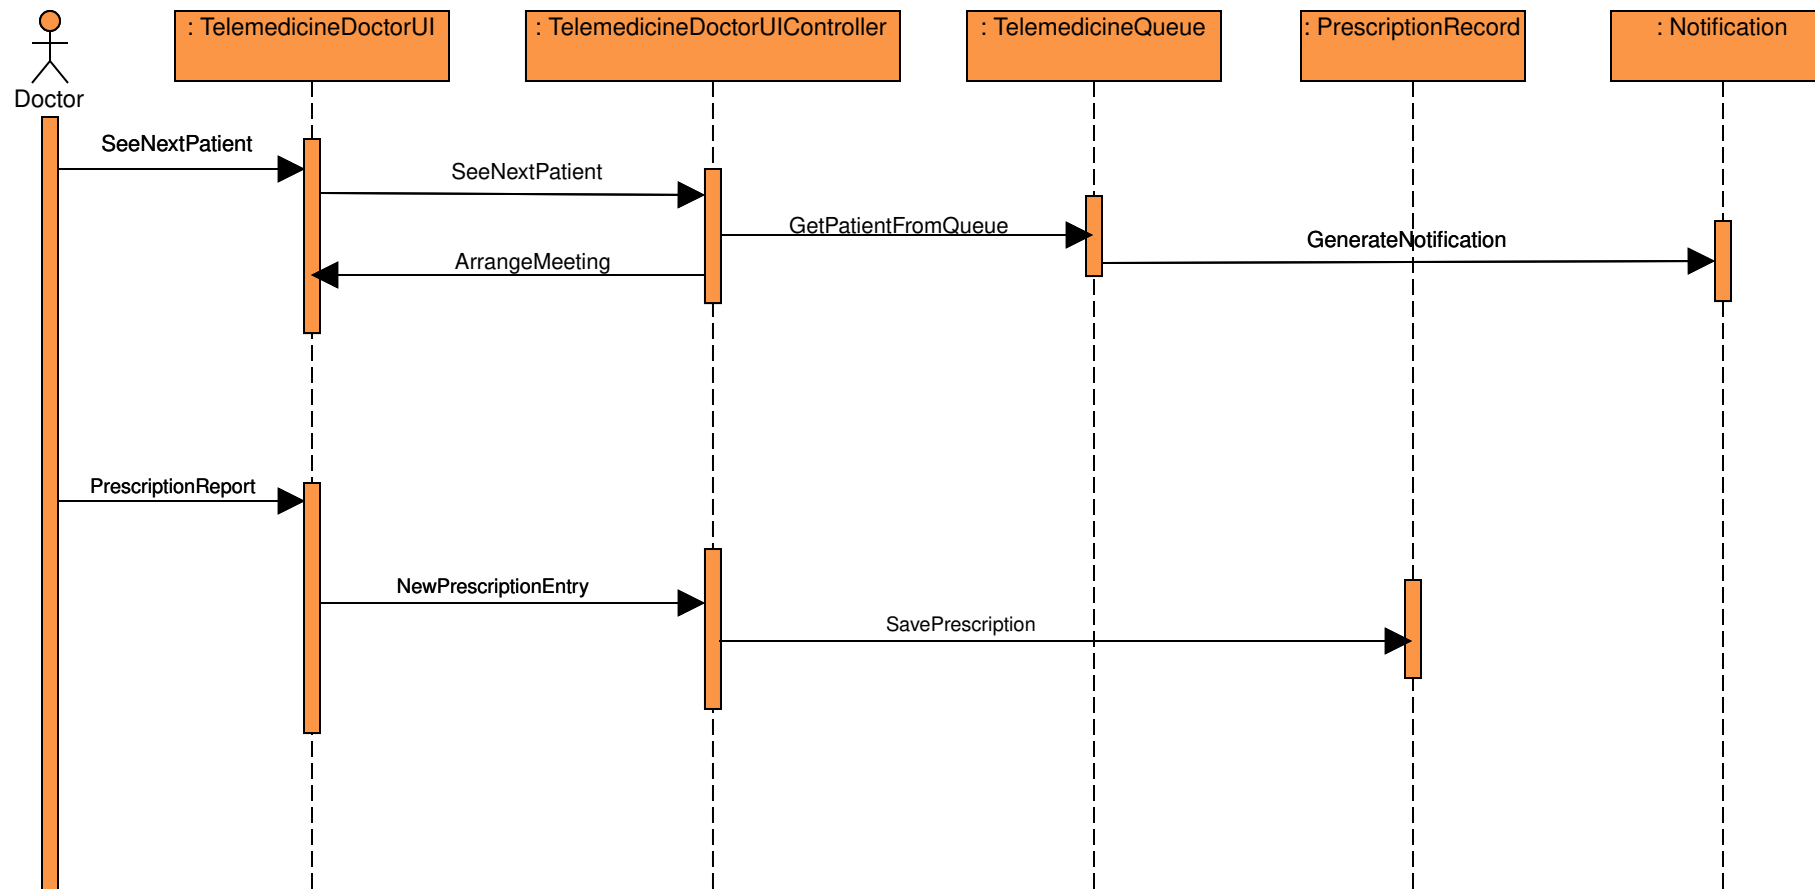 : TelemedicineDoctorUI
: TelemedicineDoctorUIController
: TelemedicineQueue
: PrescriptionRecord
: Notification
Doctor
SeeNextPatient
SeeNextPatient
GetPatientFromQueue
GenerateNotification
ArrangeMeeting
PrescriptionReport
NewPrescriptionEntry
SavePrescription